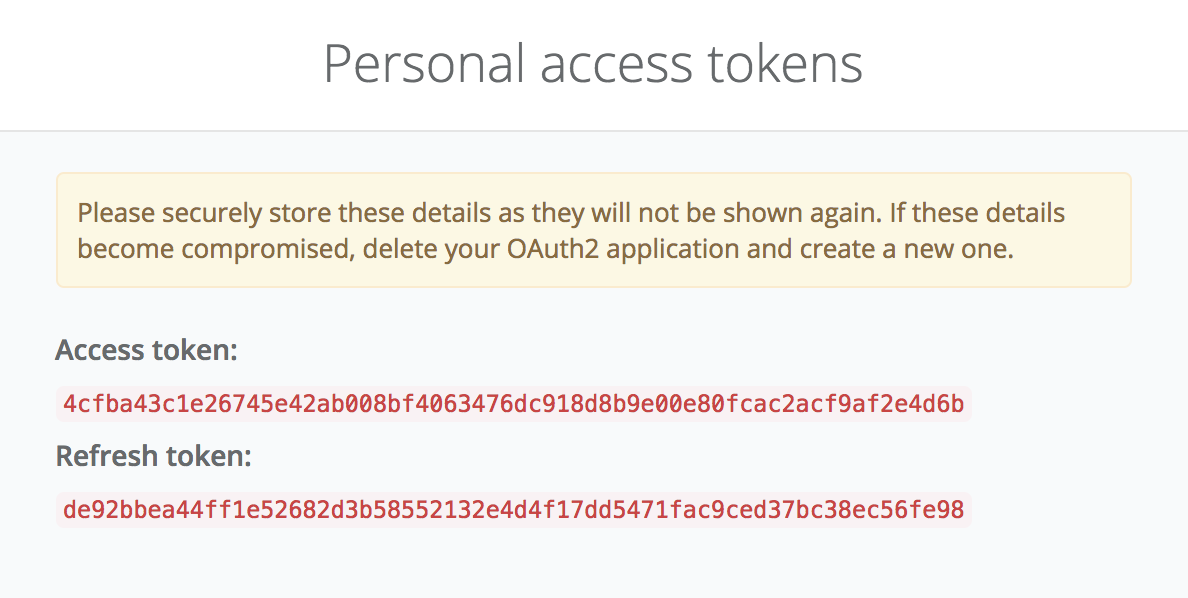 Personal access tokens
Please securely store these details as they will not be shown again. If these details
become compromised, delete your OAuth2 application and create a new one.
Access token:
4cfba43c1e26745e42ab008bf4063476dc918d8b9e00e80fcac2acf9af2e4d6b
Refresh token:
de92bbea44ff1e52682d3b58552132e4d4f17dd5471fac9ced37bc38ec56fe98